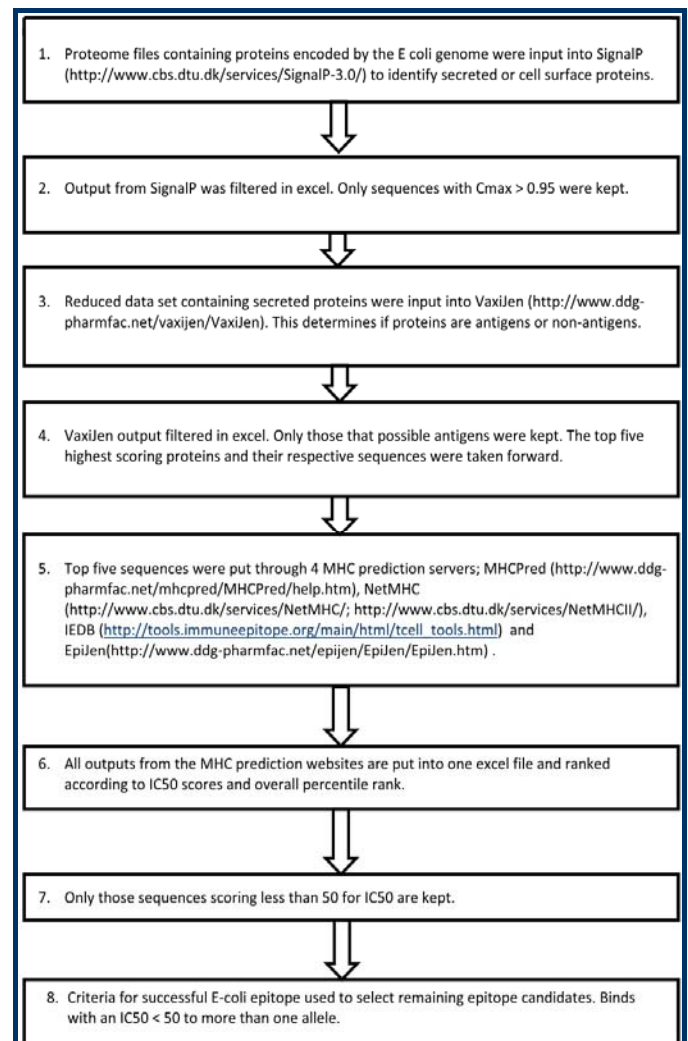 1. Proteome files containing proteins encoded by the E coli genome were input into SignalP
(http://www.cbs.dtu.dk/services/SignalP-3.0/) to identify secreted or cell surface proteins.
2. Output from SignalP was filtered in excel. Only sequences with Cmax > 0.95 were kept.
3. Reduced data set containing secreted proteins were input into VaxiJen (http://www.ddg-
pharmfac.net/vaxijen/VaxiJen). This determines if proteins are antigens or non-antigens.
4. VaxiJen output filtered in excel. Only those that possible antigens were kept. The top five
highest scoring proteins and their respective sequences were taken forward.
5. Top five sequences were put through 4 MHC prediction servers; MHCPred (http://www.ddg-
pharmfac.net/mhcpred/MHCPred/help.htm), NetMHC
(http://www.cbs.dtu.dk/services/NetMHC/; http://www.cbs.dtu.dk/services/NetMHCII/),
IEDB (http://tools.immuneepitope.org/main/html/tcell_tools.html) and
EpiJen(http://www.ddg-pharmfac.net/epijen/EpiJen/EpiJen.htm) .
6. All outputs from the MHC prediction websites are put into one excel file and ranked
according to IC50 scores and overall percentile rank.
7. Only those sequences scoring less than 50 for IC50 are kept.
8. Criteria for successful E-coli epitope used to select remaining epitope candidates. Binds
with an IC50 < 50 to more than one allele.